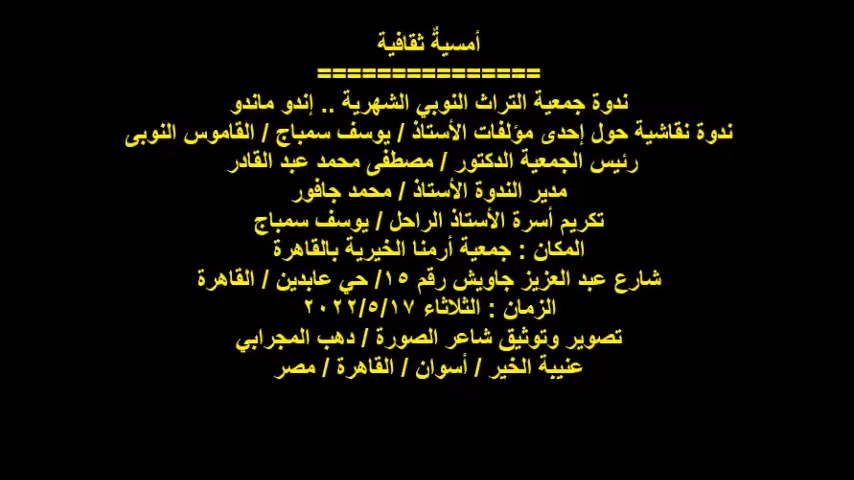 أمسيةٌ ثقافية
===============
ندوة جمعية التراث النوبي الشهرية .. إندو ماندو
ندوة نقاشية حول إحدى مؤلفات الأستاذ / يوسف سمباج / القاموس النوبى
رئيس الجمعية الدكتور / مصطفى محمد عبد القادر
مدير الندوة الأستاذ / محمد جافور
تكريم أسرة الأستاذ الراحل / يوسف سمباج
المكان : جمعية أرمنا الخيرية بالقاهرة
شارع عبد العزيز جاويش رقم ١٥/ حي عابدين / القاهرة
الزمان : الثلاثاء ٢٠٢٢/٥/١٧
تصوير وتوثيق شاعر الصورة / دهب المجرابي
عنيبة الخير / أسوان / القاهرة / مصر